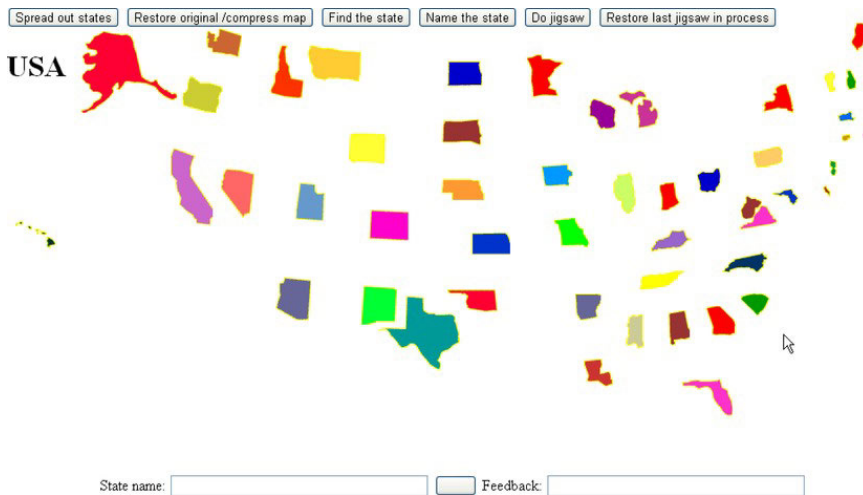 Spread out states Restore original /compress map Find the state Name the state Do jigsaw Restore last jigsaw in process
USA
State name: Feedback: